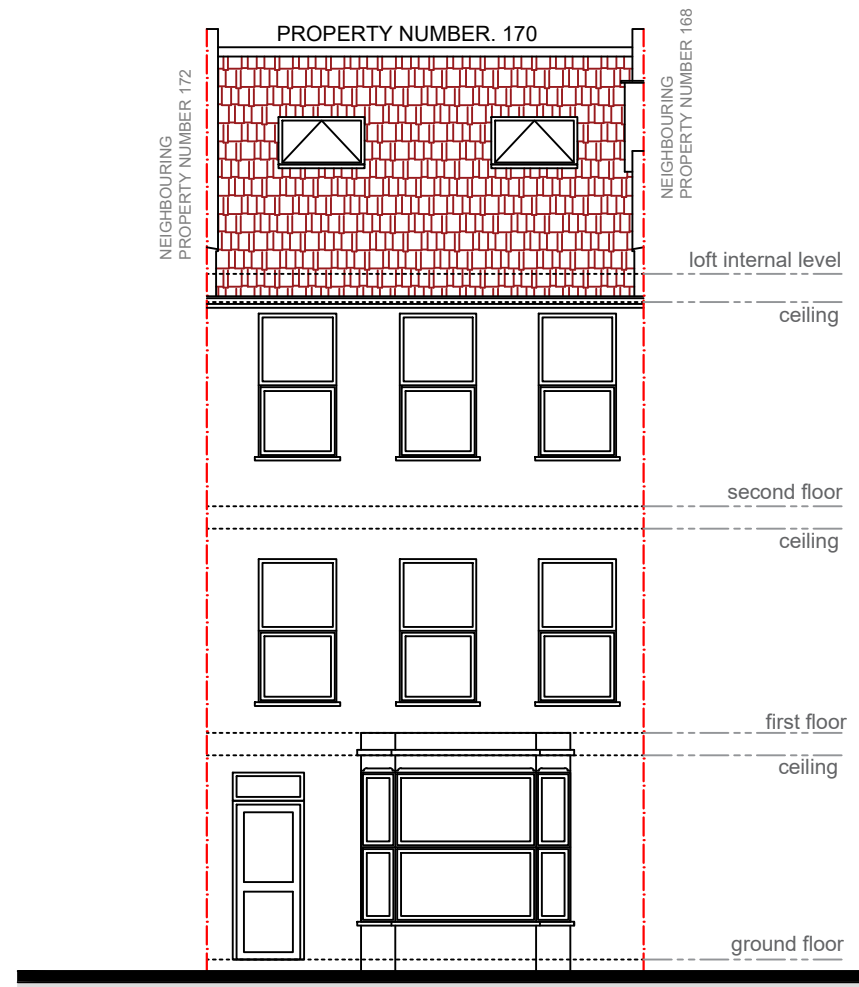 PROPERTY NUMBER. 170
NEIGHBOURING
PROPERTY NUMBER 172
NEIGHBOURING
PROPERTY NUMBER 168
loft internal level
ceiling
second floor
ceiling
first floor
ceiling
ground floor